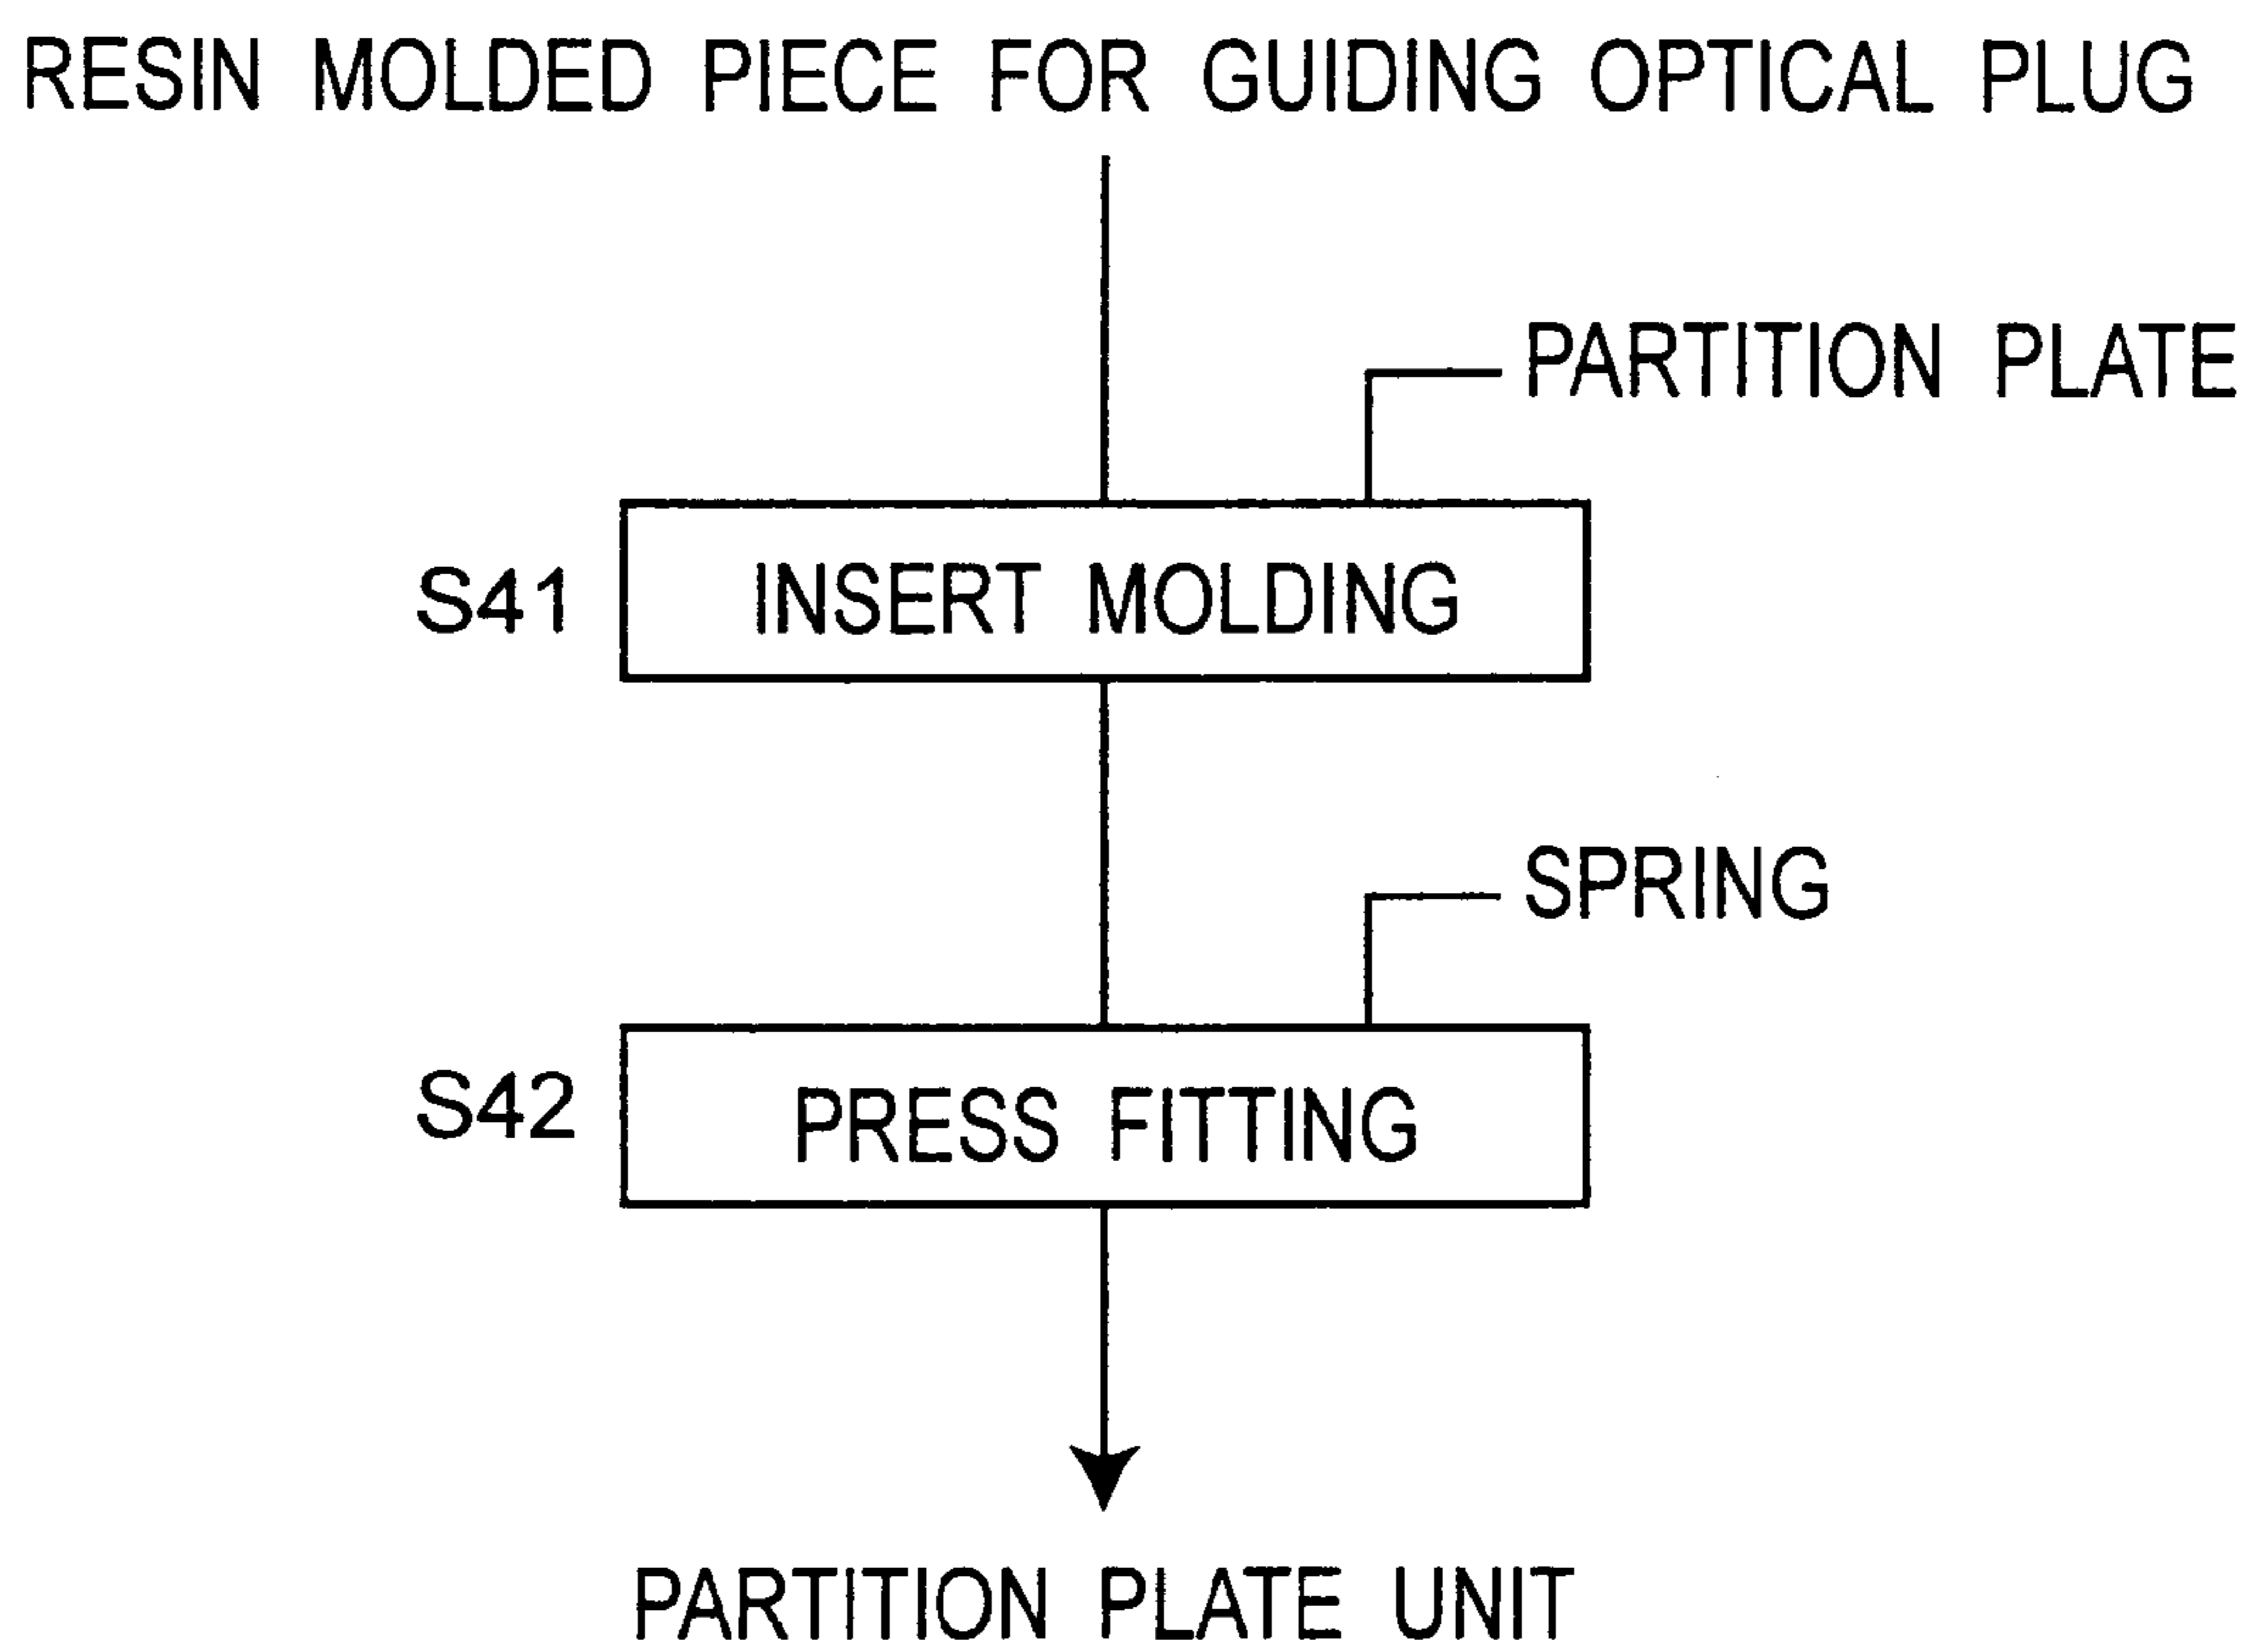 RESIN MOLDED PIECE FOR GUIDING OPTICAL PLUG
PARTITION PLATE
S41
INSERT MOLDING
SPRING
S42
PRESS FITTING
PARTITION PLATE UNIT